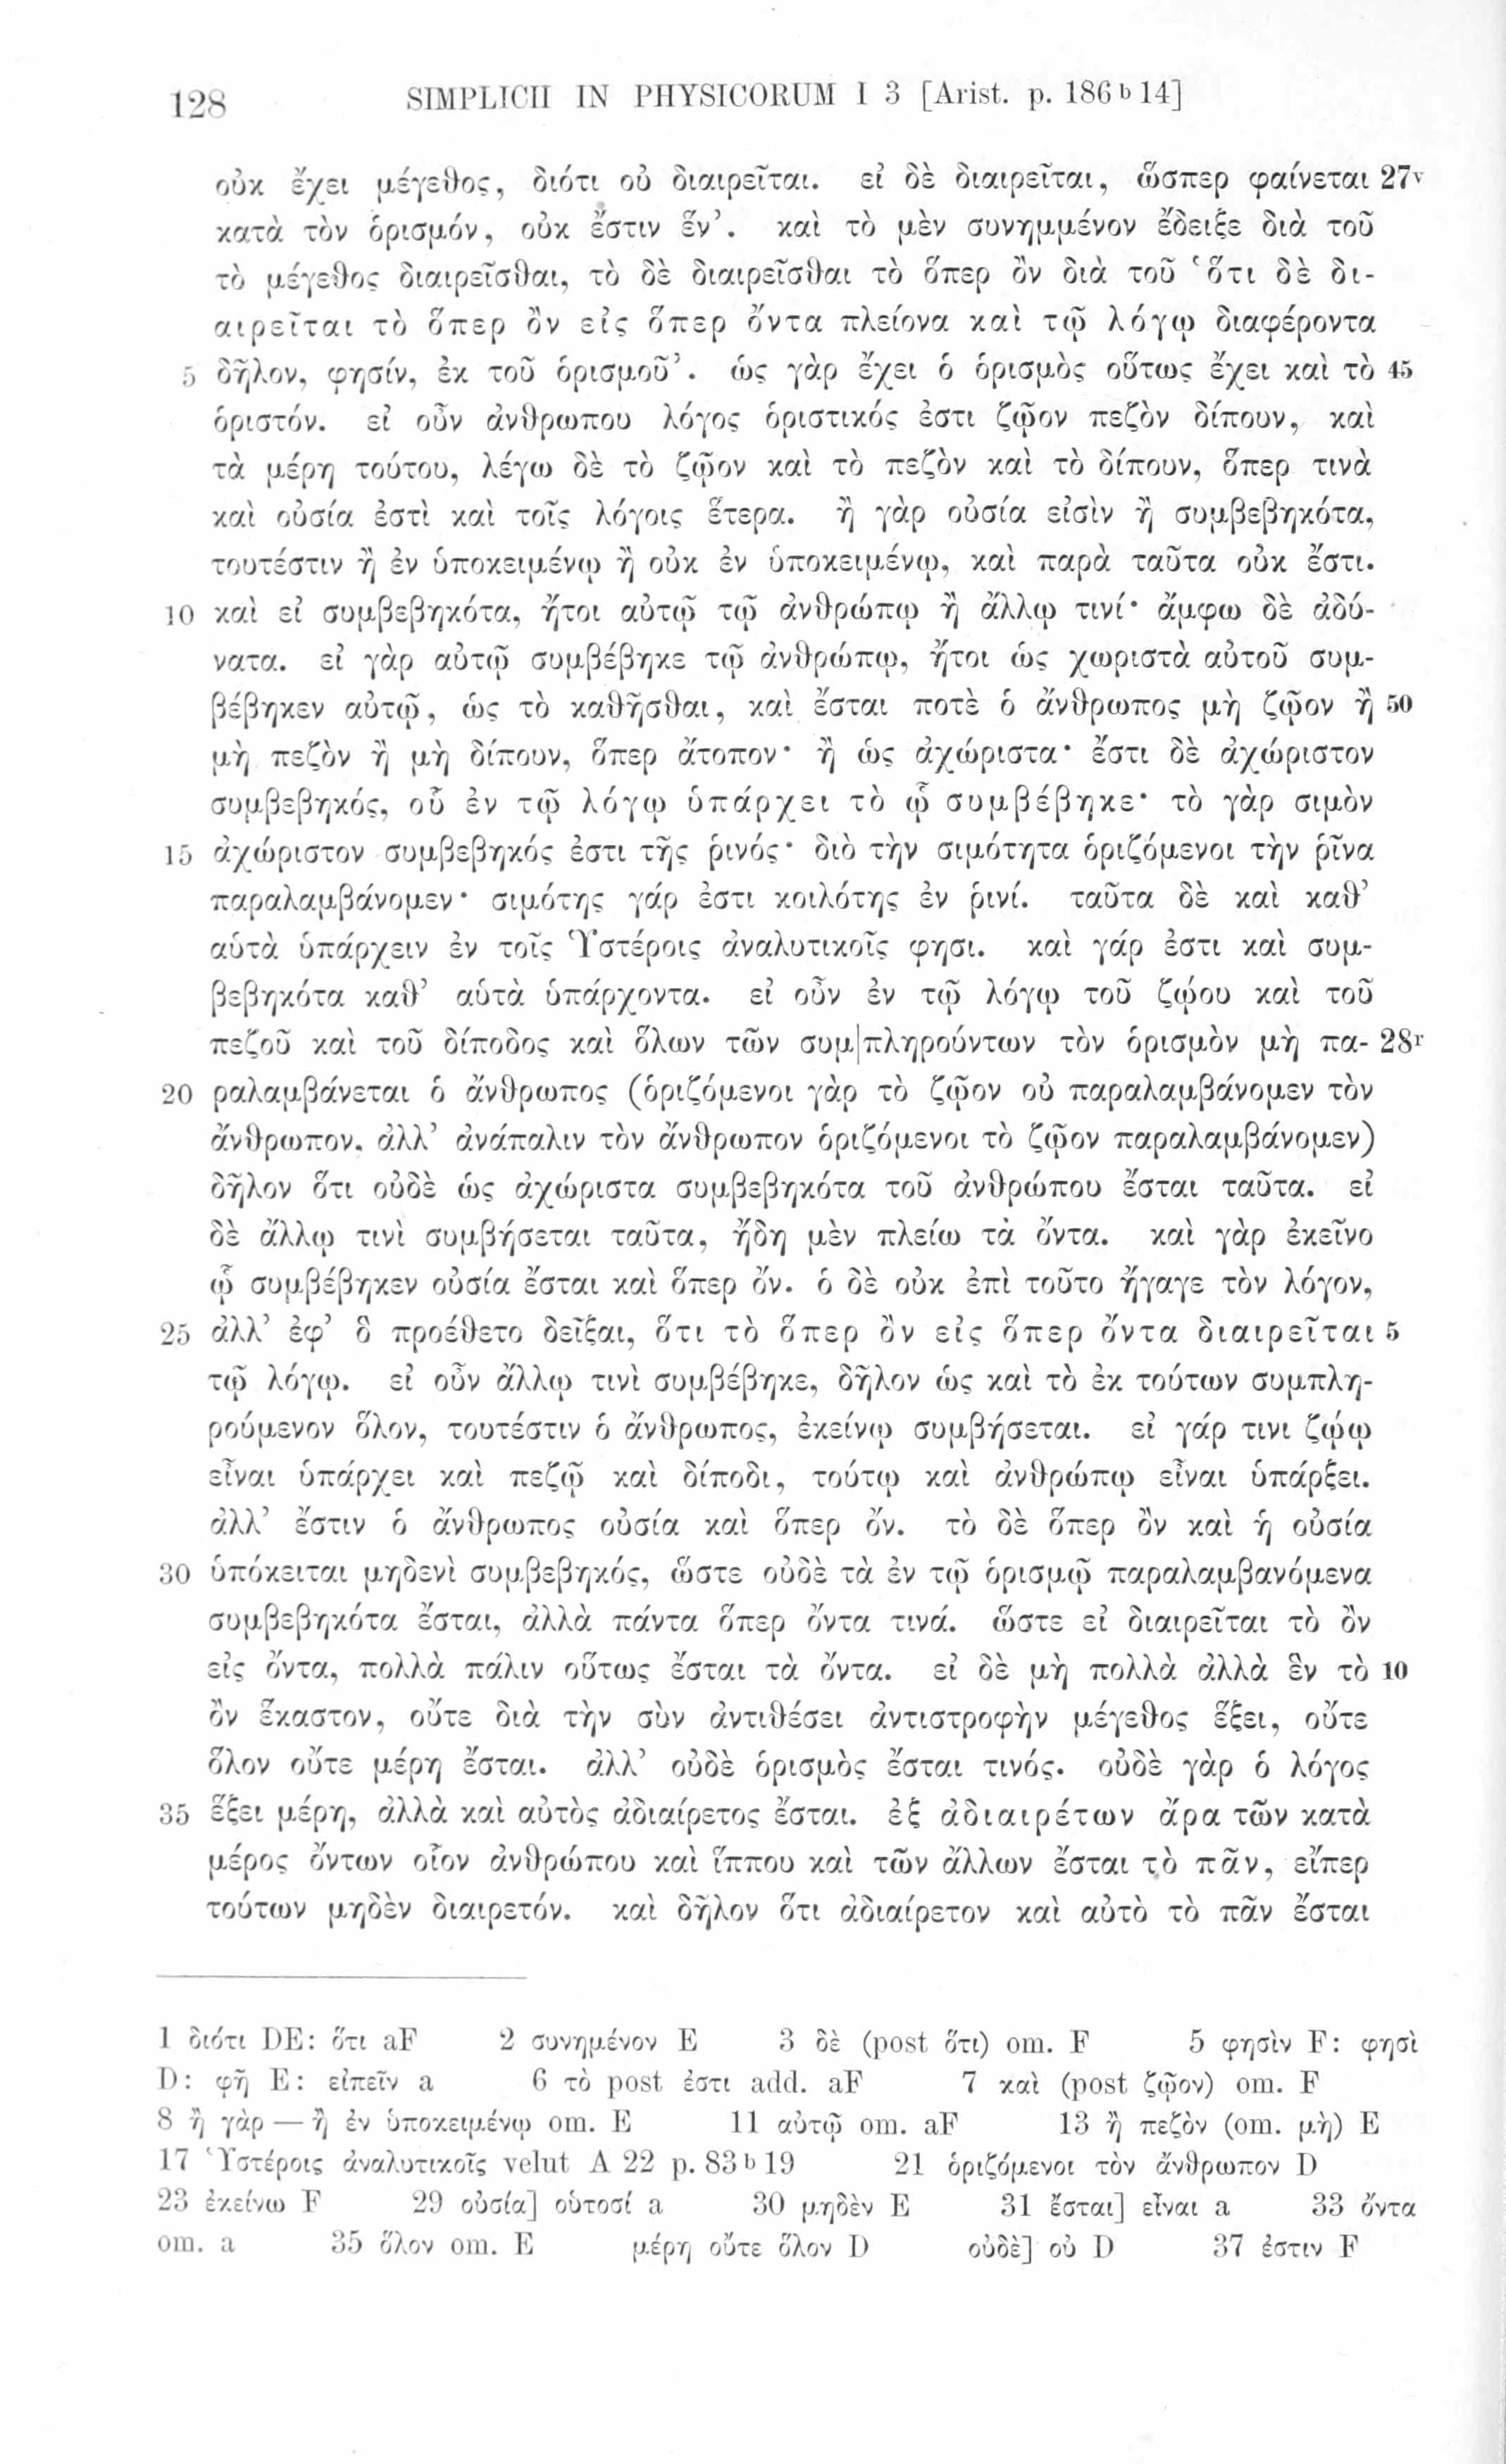 128 SIMPLICII IN PHYSICORUM I 3 [Arist. p. 186 b 14]
οὐκ ἔχει μέγεθος, διότι οὐ διαιρεῖται. εἰ δὲ διαιρεῖται, ὥσπερ φαίνεται 27v
κατὰ τὸν ὁρισμόν, οὐκ ἔστιν ἕν’. καὶ τὸ μὲν συνημμένον ἔδειξε διὰ τοῦ
τὸ μέγεθος διαιρεῖσθαι, τὸ δὲ διαιρεῖσθαι τὸ ὅπερ ὂν διὰ τοῦ ‘ὅτι δὲ δι-
αιρεῖται τὸ ὅπερ ὂν εἰς ὅπερ ὄντα πλείονα καὶ τῷ λόγῳ διαφέροντα
5 δῆλον, φησίν, ἐκ τοῦ ὁρισμοῦ’. ὡς γὰρ ἔχει ὁ ὁρισμὸς οὕτως ἔχει καὶ τὸ 45
ὁριστόν. εἰ οὖν ἀνθρωπου λόγος ὁριστικός ἐστι ζῷον πεζὸν δίπουν, καὶ
τὰ μέρη τούτου, λέγω δὲ τὸ ζῷον καὶ τὸ πεζὸν καὶ τὸ δίπουν, ὅπερ τινὰ
καὶ οὐσία ἐστὶ καὶ τοῖς λόγοις ἕτερα. ἢ γὰρ οὐσία εἰσὶν ἢ συμβεβηκότα,
τουτέστιν ἢ ἐν ὑποκειμένῳ ἢ οὐκ ἐν ὑποκειμένῳ, καὶ παρὰ ταῦτα οὐκ ἔστι.
10 καὶ εἰ συμβεβηκότα, ἤτοι αὐτῷ τῷ ἀνθρώπῳ ἢ ἄλλῳ τινί· ἄμφω δὲ ἀδύ-
νατα. εἰ γὰρ αὐτῷ συμβέβηκε τῷ ἀνθρώπῳ, ἤτοι ὡς χωριστὰ αὐτοῦ συμ-
βέβηκεν αὐτῷ, ὡς τὸ καθῆσθαι, καὶ ἔσται ποτὲ ὁ ἄνθρωπος μὴ ζῷον ἢ 50
μὴ πεζὸν ἢ μὴ δίπουν, ὅπερ ἄτοπον· ἢ ὡς ἀχώριστα· ἔστι δὲ ἀχώριστον
συμβεβηκός, οὗ ἐν τῷ λόγῳ ὑπάρχει τὸ ᾧ συμβέβηκε· τὸ γὰρ σιμὸν
15 ἀχώριστον συμβεβηκός ἐστι τῆς ῥινός· διὸ τὴν σιμότητα ὁριζόμενοι τὴν ῥῖνα
παραλαμβάνομεν· σιμότης γάρ ἐστι κοιλότης ἐν ῥινί. ταῦτα δὲ καὶ καθ’
αὑτὰ ὑπάρχειν ἐν τοῖς Ὑστέροις ἀναλυτικοῖς φησι. καὶ γάρ ἐστι καὶ συμ-
βεβηκότα καθ’ αὑτὰ ὑπάρχοντα. εἰ οὖν ἐν τῷ λόγῳ τοῦ ζῴου καὶ τοῦ
πεζοῦ καὶ τοῦ δίποδος καὶ ὅλων τῶν συμ|πληρούντων τὸν ὁρισμὸν μὴ πα- 28r
20 ραλαμβάνεται ὁ ἄνθρωπος (ὁριζόμενοι γὰρ τὸ ζῷον οὐ παραλαμβάνομεν τὸν
ἄνθρωπον, ἀλλ’ ἀνάπαλιν τὸν ἄνθρωπον ὁριζόμενοι τὸ ζῷον παραλαμβάνομεν)
δῆλον ὅτι οὐδὲ ὡς ἀχώριστα συμβεβηκότα τοῦ ἀνθρώπου ἔσται ταῦτα. εἰ
δὲ ἄλλῳ τινὶ συμβήσεται ταῦτα, ἤδη μὲν πλείω τὰ ὄντα. καὶ γὰρ ἐκεῖνο
ᾧ συμβέβηκεν οὐσία ἔσται καὶ ὅπερ ὄν. ὁ δὲ οὐκ ἐπὶ τοῦτο ἤγαγε τὸν λόγον,
25 ἀλλ’ ἐφ’ ὃ προέθετο δεῖξαι, ὅτι τὸ ὅπερ ὂν εἰς ὅπερ ὄντα διαιρεῖται 5
τῷ λόγῳ. εἰ οὖν ἄλλῳ τινὶ συμβέβηκε, δῆλον ὡς καὶ τὸ ἐκ τούτων συμπλη-
ρούμενον ὅλον, τουτέστιν ὁ ἄνθρωπος, ἐκείνῳ συμβήσεται. εἰ γάρ τινι ζῴῳ
εἶναι ὑπάρχει καὶ πεζῷ καὶ δίποδι, τούτῳ καὶ ἀνθρώπῳ εἶναι ὑπάρξει.
ἀλλ’ ἔστιν ὁ ἄνθρωπος οὐσία καὶ ὅπερ ὄν. τὸ δὲ ὅπερ ὂν καὶ ἡ οὐσία
30 ὑπόκειται μηδενὶ συμβεβηκός, ὥστε οὐδὲ τὰ ἐν τῷ ὁρισμῷ παραλαμβανόμενα
συμβεβηκότα ἔσται, ἀλλὰ πάντα ὅπερ ὄντα τινά. ὥστε εἰ διαιρεῖται τὸ ὂν
εἰς ὄντα, πολλὰ πάλιν οὕτως ἔσται τὰ ὄντα. εἰ δὲ μὴ πολλὰ ἀλλὰ ἓν τὸ 10
ὂν ἕκαστον, οὔτε διὰ τὴν σὺν ἀντιθέσει ἀντιστροφὴν μέγεθος ἕξει, οὔτε
ὅλον οὔτε μέρη ἔσται. ἀλλ’ οὐδὲ ὁρισμὸς ἔσται τινός. οὐδὲ γὰρ ὁ λόγος
35 ἕξει μέρη, ἀλλὰ καὶ αὐτὸς ἀδιαίρετος ἔσται. ἐξ ἀδιαιρέτων ἄρα τῶν κατὰ
μέρος ὄντων οἷον ἀνθρώπου καὶ ἵππου καὶ τῶν ἄλλων ἔσται τὸ πᾶν, εἴπερ
τούτων μηδὲν διαιρετόν. καὶ δῆλον ὅτι ἀδιαίρετον καὶ αὐτὸ τὸ πᾶν ἔσται
1 διότι DE: ὅτι aF 2 συνημένον E 3 δὲ (post ὅτι) om. F 5 φησὶν F: φησὶ
D: φῆ E: εἰπεῖν a 6 τὸ post ἐστι add. aF 7 καὶ (post ζῷον) om. F
8 ἢ γὰρ — ἢ ἐν ὑποκειμένῳ om. E 11 αὐτῷ om. aF 13 ἢ πεζὸν (om. μὴ) E
17 Ὑστέροις ἀναλυτικοῖς velut A 22 p. 83 b 19 21 ὁριζόμενοι τὸν ἄνθρωπον D
23 ἐκείνω F 29 οὐσία] οὑτοσί a 30 μηδὲν E 31 ἔσται] εἶναι a 33 ὄντα
om. a 35 ὅλον om. E μέρη οὔτε ὅλον D οὐδὲ] οὐ D 37 ἐστιν F